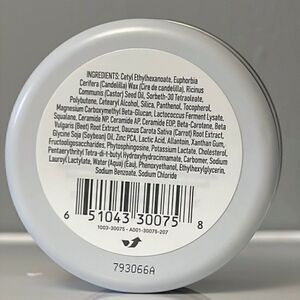 INGREDIENTS: Cetyl Ethylhexanoate, Euphorbia
Cerifera (Candelilla) Wax (Cire de candelilla), Ricinus
Communis (Castor) Seed Oil, Sorbeth-30 Tetraoleate,
Polybutene, Cetearyl Alcohol, Silica, Panthenol, Tocopherol,
Magnesium Carboxymethyl Beta-Glucan, Lactococcus Ferment Lysate,
Squalane, Ceramide NP, Ceramide AP, Ceramide EOP, Beta-Carotene, Beta
Vulgaris (Beet) Root Extract, Daucus Carota Sativa (Carrot) Root Extract,
Glycine Soja (Soybean) Oil, Zinc PCA, Lactic Acid, Allantoin, Xanthan Gum,
Fructooligosaccharides, Phytosphingosine, Potassium Lactate, Cholesterol,
Pentaerythrityl Tetra-di-t-butyl Hydroxyhydrocinnamate, Carbomer, Sodium
Lauroyl Lactylate, Water (Aqua) (Eau), Phenoxyethanol, Ethylhexylglycerin,
Sodium Benzoate, Sodium Chloride
6 51043 30075 8
1003-30075 - A001-30075-207
793066A